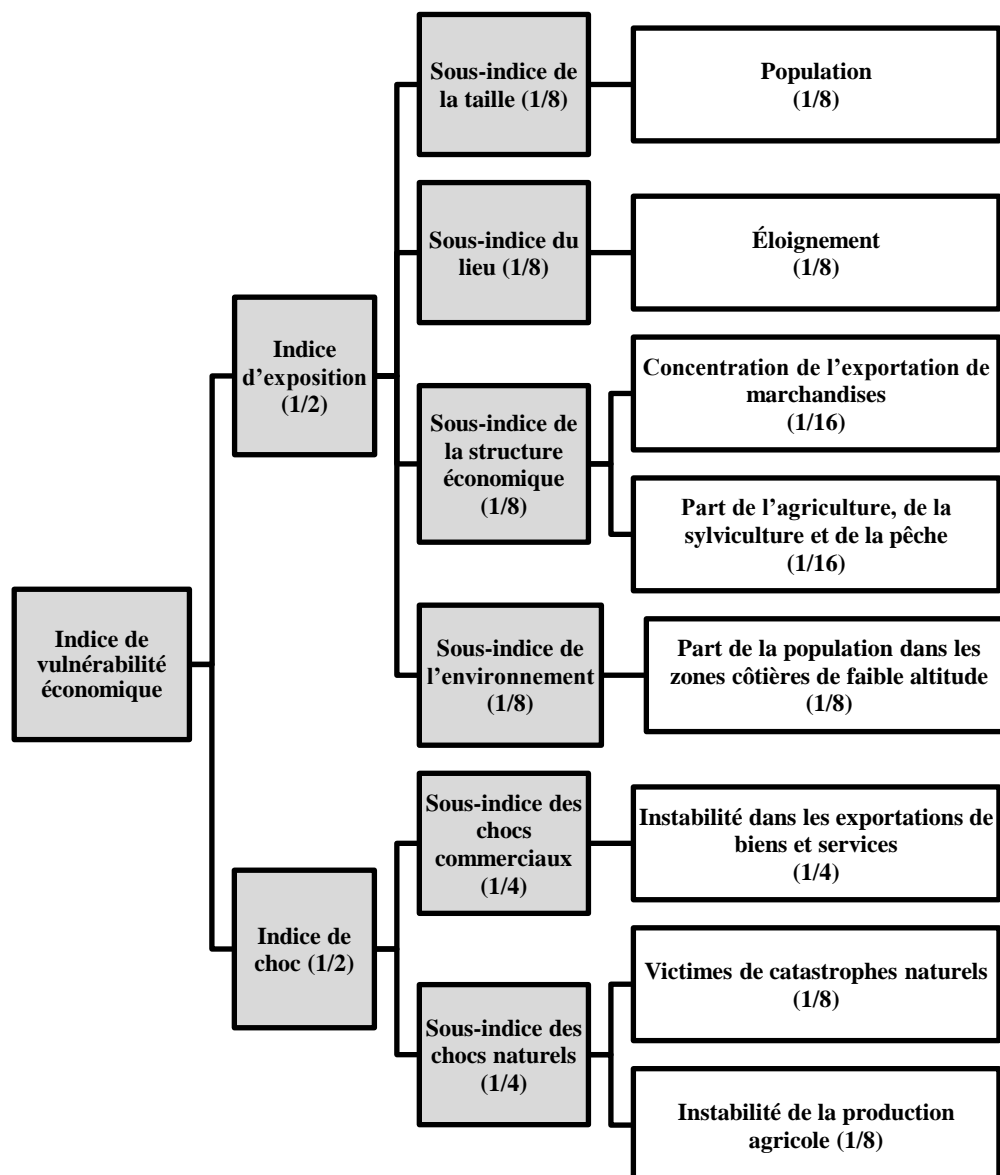 Sous-indice de
la taille (1/8)
Population
(1/8)
Sous-indice du
lieu (1/8)
Éloignement
(1/8)
Indice
d’exposition
(1/2)
Concentration de l’exportation de
marchandises
(1/16)
Sous-indice de
la structure
économique
(1/8)
Part de l’agriculture, de la
sylviculture et de la pêche
(1/16)
Indice de
vulnérabilité
économique
Sous-indice de
l’environnement
(1/8)
Part de la population dans les
zones côtières de faible altitude
(1/8)
Sous-indice des
chocs
commerciaux
(1/4)
Instabilité dans les exportations de
biens et services
(1/4)
Indice de
choc (1/2)
Victimes de catastrophes naturels
(1/8)
Sous-indice des
chocs naturels
(1/4)
Instabilité de la production
agricole (1/8)